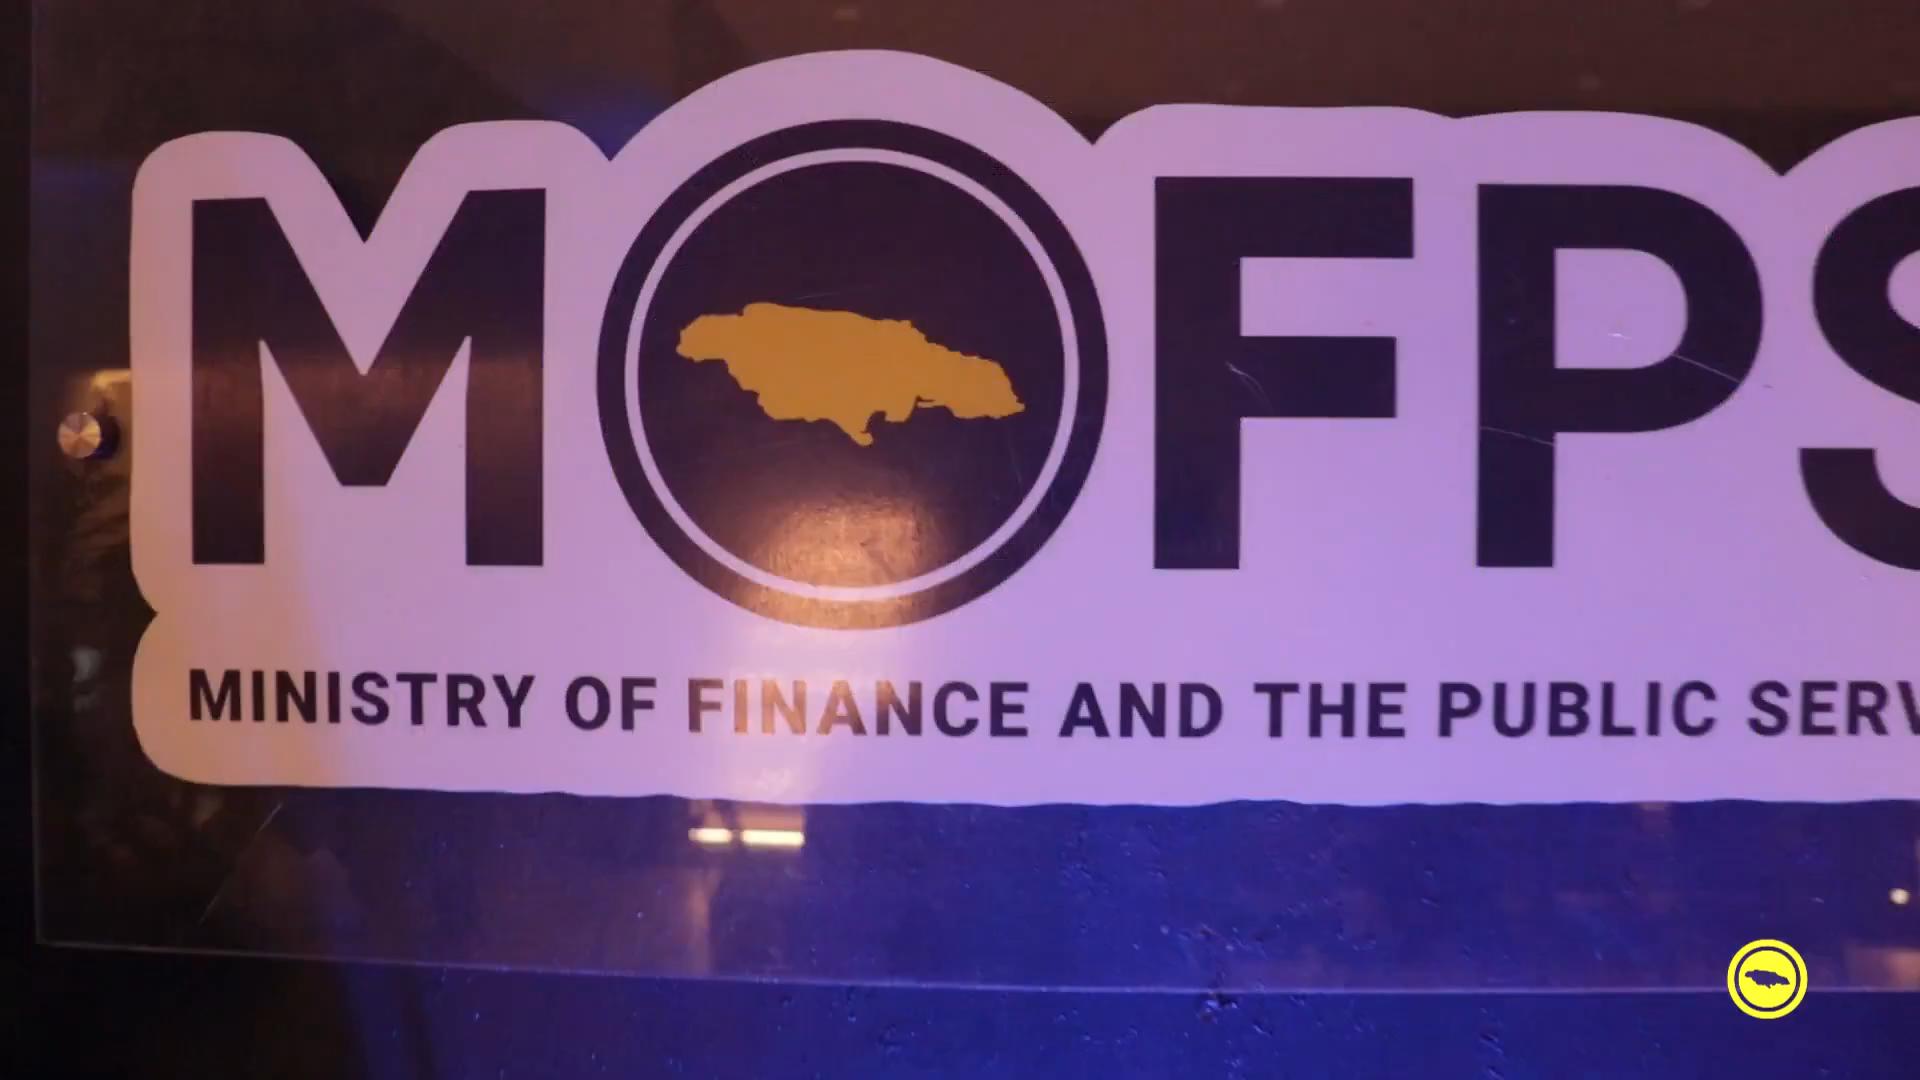 MOFPS
MINISTRY OF FINANCE AND THE PUBLIC SERV